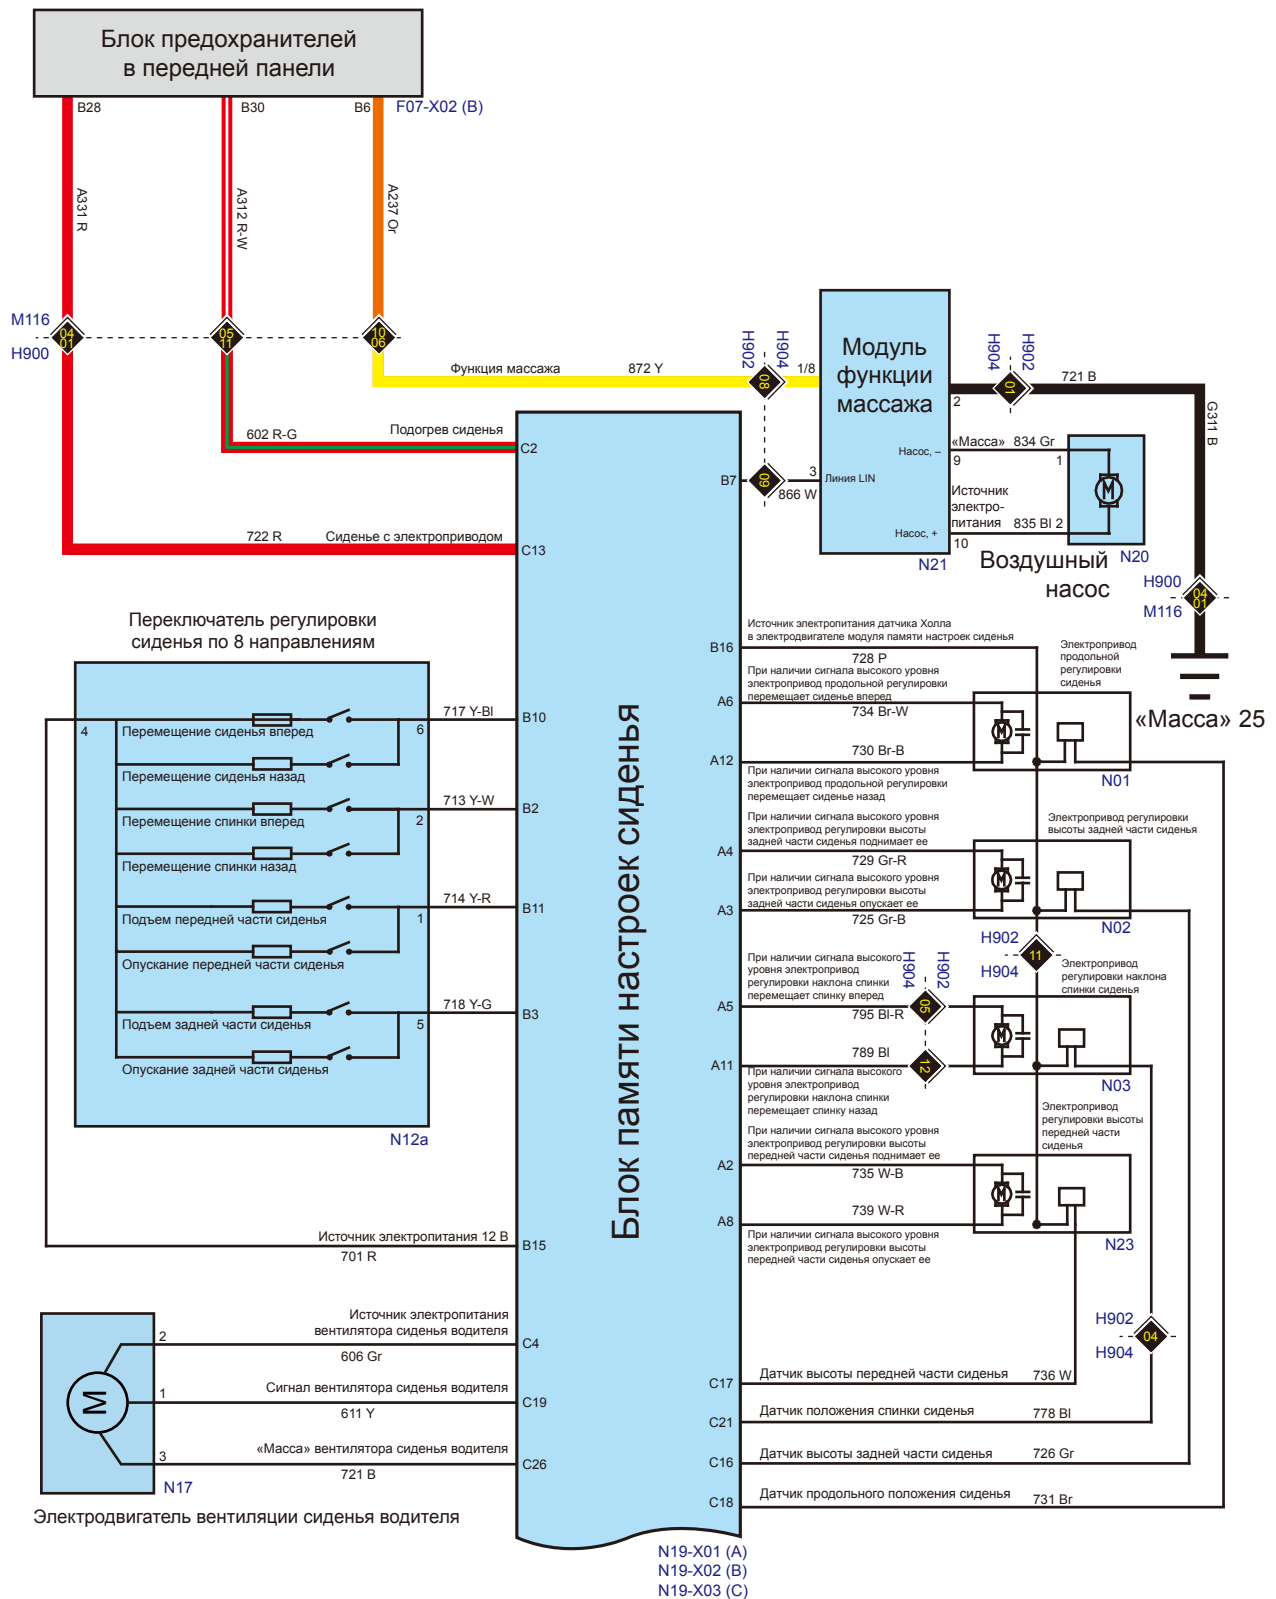 Блок предохранителей
в передней панели
B28
B30
B6
F07-X02 (B)
A331 R
A312 R-W
A237 Or
M116
H900
04
01
05
11
10
06
Функция массажа
872 Y
H902
H904
08
1/8
Модуль
функции
массажа
2
H904
H902
01
721 B
G311 B
602 R-G
Подогрев сиденья
C2
B7
09
866 W
3
Линия LIN
Насос, –
9
«Масса» 834 Gr
1
M
Источник
электро-
питания
835 Bl 2
Насос, +
10
N21
Воздушный
насос
N20
722 R
Сиденье с электроприводом
C13
H900
M116
04
01
«Масса» 25
Переключатель регулировки
сиденья по 8 направлениям
4
Перемещение сиденья вперед
6
717 Y-Bl
B10
Перемещение сиденья назад
Перемещение спинки вперед
2
713 Y-W
B2
Перемещение спинки назад
Подъем передней части сиденья
1
714 Y-R
B11
Опускание передней части сиденья
Подъем задней части сиденья
5
718 Y-G
B3
Опускание задней части сиденья
N12a
Источник электропитания 12 В
701 R
B15
Источник электропитания
вентилятора сиденья водителя
2
606 Gr
C4
Сигнал вентилятора сиденья водителя
1
611 Y
C19
«Масса» вентилятора сиденья водителя
3
721 B
C26
M
N17
Электродвигатель вентиляции сиденья водителя
Блок памяти настроек сиденья
N19-X01 (A)
N19-X02 (B)
N19-X03 (C)
Источник электропитания датчика Холла
в электродвигателе модуля памяти настроек сиденья
B16
728 P
При наличии сигнала высокого уровня
электропривод продольной регулировки
перемещает сиденье вперед
A6
734 Br-W
730 Br-B
A12
При наличии сигнала высокого уровня
электропривод продольной регулировки
перемещает сиденье назад
Электропривод
продольной
регулировки
сиденья
M
N01
При наличии сигнала высокого уровня
электропривод регулировки высоты
задней части сиденья поднимает ее
A4
729 Gr-R
При наличии сигнала высокого уровня
электропривод регулировки высоты
задней части сиденья опускает ее
A3
725 Gr-B
Электропривод регулировки
высоты задней части сиденья
M
N02
H902
H904
11
При наличии сигнала высокого
уровня электропривод
регулировки наклона спинки
перемещает спинку вперед
A5
795 Bl-R
H904
H902
05
789 Bl
A11
12
При наличии сигнала высокого
уровня электропривод
регулировки наклона спинки
перемещает спинку назад
Электропривод
регулировки наклона
спинки сиденья
M
N03
При наличии сигнала высокого уровня
электропривод регулировки высоты
передней части сиденья поднимает ее
A2
735 W-B
739 W-R
A8
При наличии сигнала высокого уровня
электропривод регулировки высоты
передней части сиденья опускает ее
Электропривод
регулировки высоты
передней части
сиденья
M
N23
H902
H904
04
C17
Датчик высоты передней части сиденья
736 W
C21
Датчик положения спинки сиденья
778 Bl
C16
Датчик высоты задней части сиденья
726 Gr
C18
Датчик продольного положения сиденья
731 Br